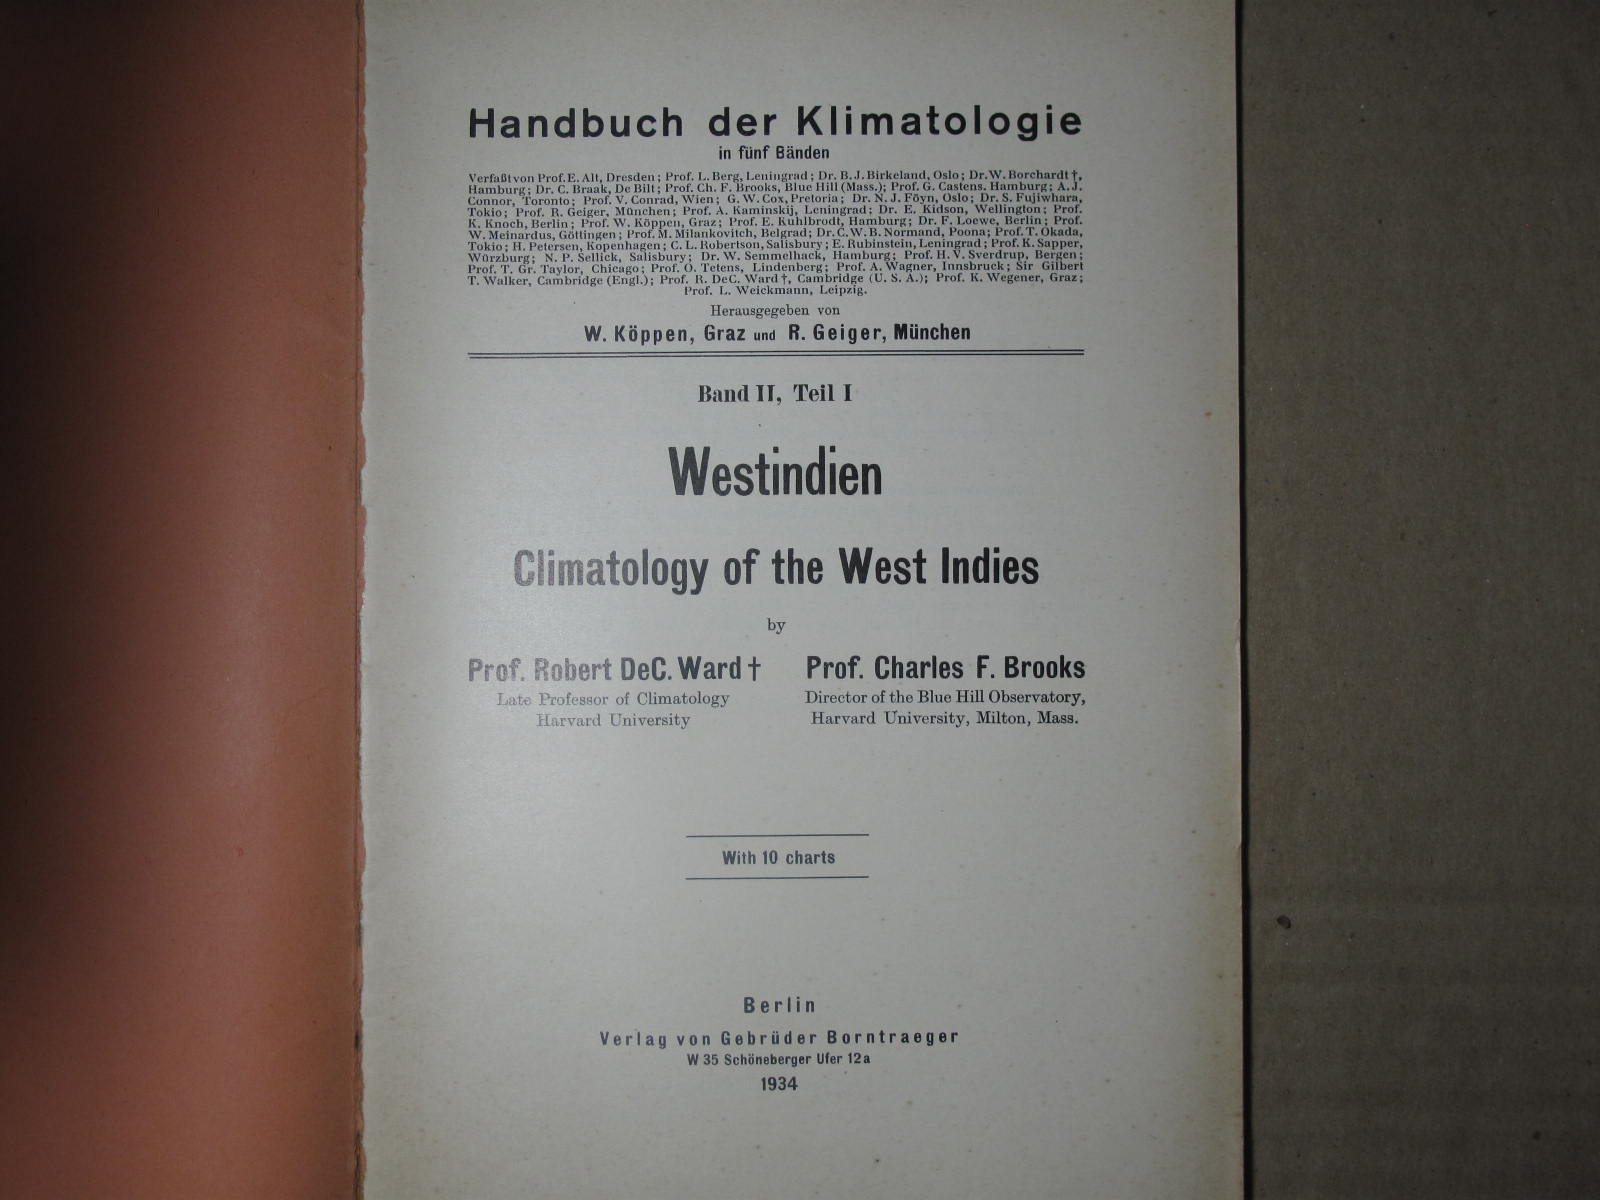 Handbuch der Klimatologie
in fünf Bänden
Verfaßt von Prof. E. Alt, Dresden; Prof. L. Berg, Leningrad; Dr. B. J. Birkeland, Oslo; Dr. W. Borchardt †,
Hamburg; Dr. C. Braak, De Bilt; Prof. Ch. F. Brooks, Blue Hill (Mass.); Prof. G. Castens. Hamburg; A. J.
Connor, Toronto; Prof. V. Conrad, Wien; G. W. Cox, Pretoria; Dr. N. J. Föyn, Oslo; Dr. S. Fujiwhara,
Tokio; Prof. R. Geiger, München; Prof. A. Kaminskij, Leningrad; Dr. E. Kidson, Wellington; Prof.
K. Knoch, Berlin; Prof. W. Köppen, Graz; Prof. E. Kuhlbrodt, Hamburg; Dr. F. Loewe, Berlin; Prof.
W. Meinardus, Göttingen; Prof. M. Milankovitch, Belgrad; Dr. C. W. B. Normand, Poona; Prof. T. Okada,
Tokio; H. Petersen, Kopenhagen; C. L. Robertson, Salisbury; E. Rubinstein, Leningrad; Prof. K. Sapper,
Würzburg; N. P. Sellick, Salisbury; Dr. W. Semmelhack, Hamburg; Prof. H. V. Sverdrup, Bergen;
Prof. T. Gr. Taylor, Chicago; Prof. O. Tetens, Lindenberg; Prof. A. Wagner, Innsbruck; Sir Gilbert
T. Walker, Cambridge (Engl.); Prof. R. DeC. Ward †, Cambridge (U. S. A.); Prof. K. Wegener, Graz;
Prof. L. Weickmann, Leipzig.
Herausgegeben von
W. Köppen, Graz und R. Geiger, München
Band II, Teil I
Westindien
Climatology of the West Indies
by
Prof. Robert DeC. Ward † Prof. Charles F. Brooks
Late Professor of Climatology Director of the Blue Hill Observatory,
Harvard University Harvard University, Milton, Mass.
With 10 charts
Berlin
Verlag von Gebrüder Borntraeger
W 35 Schöneberger Ufer 12a
1934